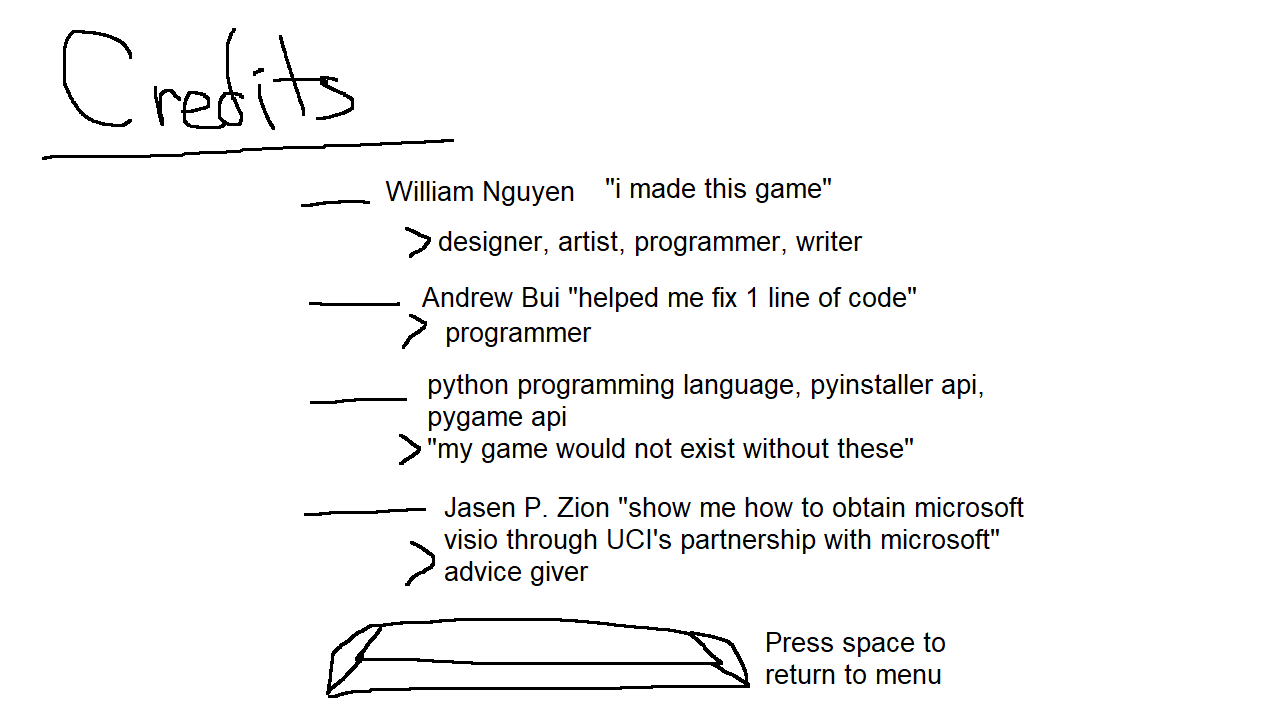 Credits
William Nguyen "i made this game"
> designer, artist, programmer, writer
Andrew Bui "helped me fix 1 line of code"
> programmer
python programming language, pyinstaller api,
pygame api
> "my game would not exist without these"
Jasen P. Zion "show me how to obtain microsoft
visio through UCI's partnership with microsoft"
> advice giver
Press space to
return to menu